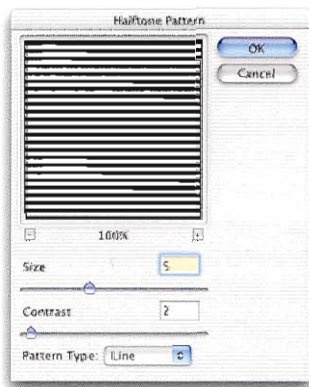 Halftone Pattern
OK
Cancel
- 100% +
Size 5
Contrast 2
Pattern Type: Line